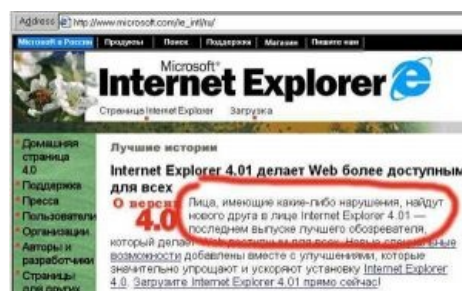 Address http://www.microsoft.com/ie_intl/ru/
Microsoft в России Продукты Поиск Поддержка Магазин Пишите нам
Microsoft®
Internet Explorer
Страница Internet Explorer Загрузка
Домашняя
страница
4.0
Поддержка
Пресса
Пользователи
Организации
Авторы и
разработчики
Страницы
для других
Лучшие истории
Internet Explorer 4.01 делает Web более доступным
для всех
О версии
4.0
Лица, имеющие какие-либо нарушения, найдут
нового друга в лице Internet Explorer 4.01 —
последнем выпуске лучшего обозревателя,
который делает Web доступным для всех. Новые специальные
возможности добавлены вместе с улучшениями, которые
значительно упрощают и ускоряют установку Internet Explorer
4.0. Загрузите Internet Explorer 4.01 прямо сейчас!